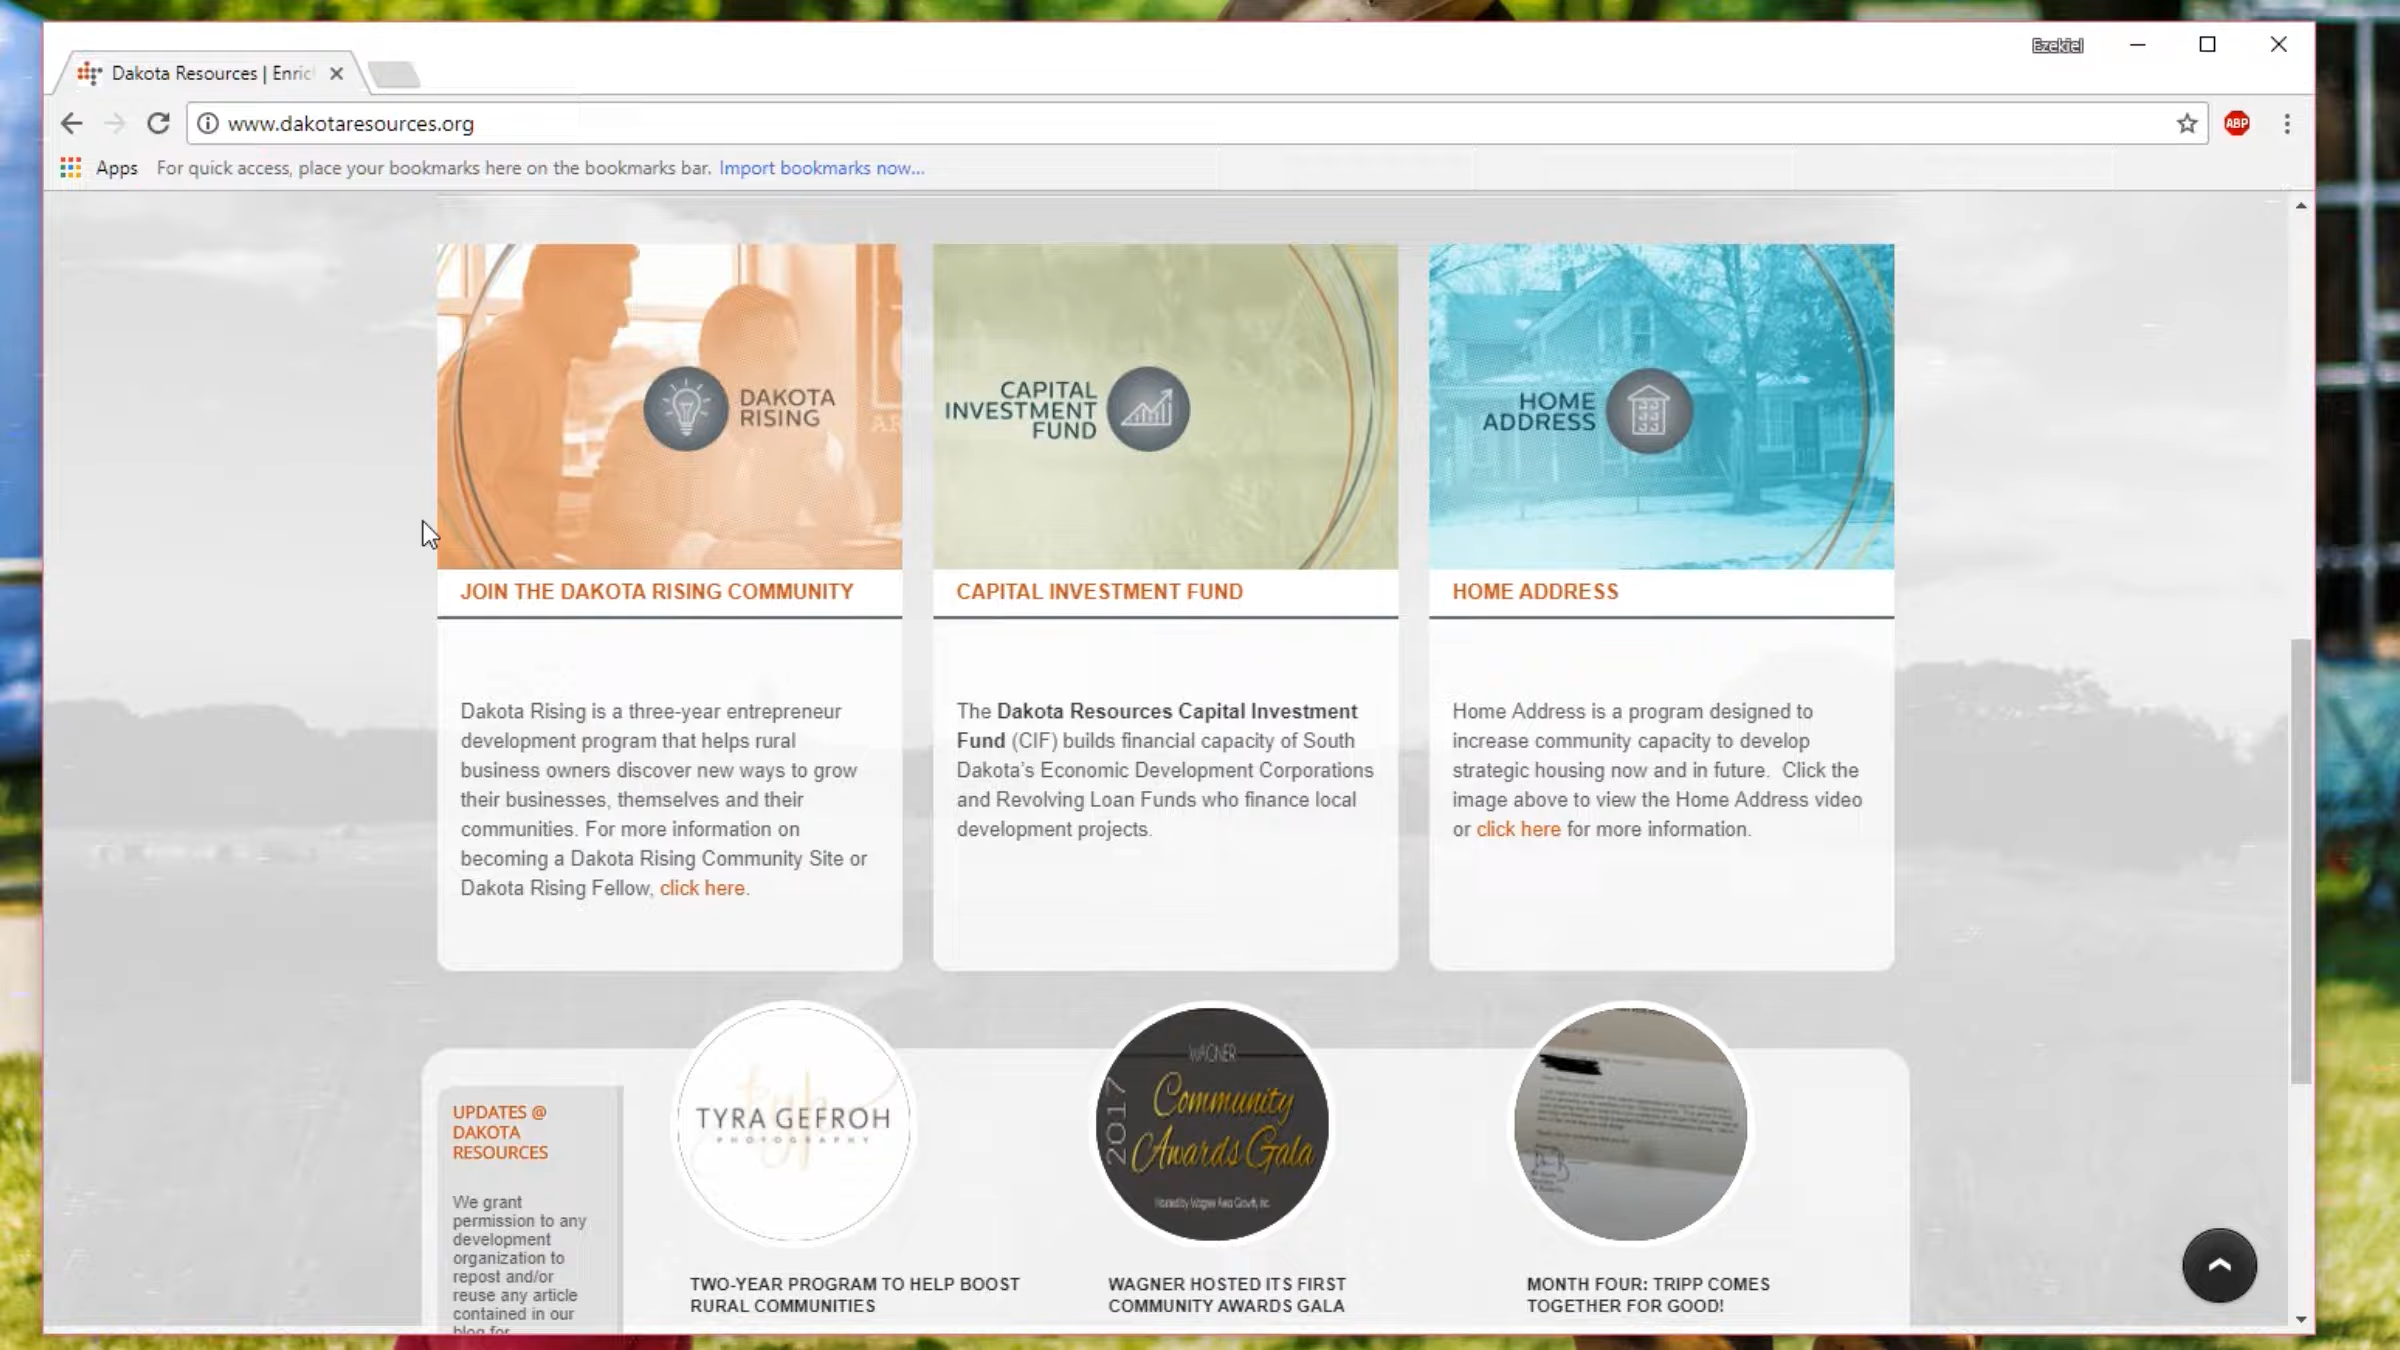 Ezekiel
Dakota Resources | Enric
www.dakotaresources.org
ABP
Apps For quick access, place your bookmarks here on the bookmarks bar. Import bookmarks now...
DAKOTA
RISING
CAPITAL
INVESTMENT
FUND
HOME
ADDRESS
JOIN THE DAKOTA RISING COMMUNITY
Dakota Rising is a three-year entrepreneur
development program that helps rural
business owners discover new ways to grow
their businesses, themselves and their
communities. For more information on
becoming a Dakota Rising Community Site or
Dakota Rising Fellow, click here.
CAPITAL INVESTMENT FUND
The Dakota Resources Capital Investment
Fund (CIF) builds financial capacity of South
Dakota’s Economic Development Corporations
and Revolving Loan Funds who finance local
development projects.
HOME ADDRESS
Home Address is a program designed to
increase community capacity to develop
strategic housing now and in future. Click the
image above to view the Home Address video
or click here for more information.
UPDATES @
DAKOTA
RESOURCES
We grant
permission to any
development
organization to
repost and/or
reuse any article
contained in our
blog for
TYRA GEFROH
PHOTOGRAPHY
TWO-YEAR PROGRAM TO HELP BOOST
RURAL COMMUNITIES
WAGNER
2017
Community
Awards Gala
Hosted by Wagner Area Growth, Inc.
WAGNER HOSTED ITS FIRST
COMMUNITY AWARDS GALA
MONTH FOUR: TRIPP COMES
TOGETHER FOR GOOD!